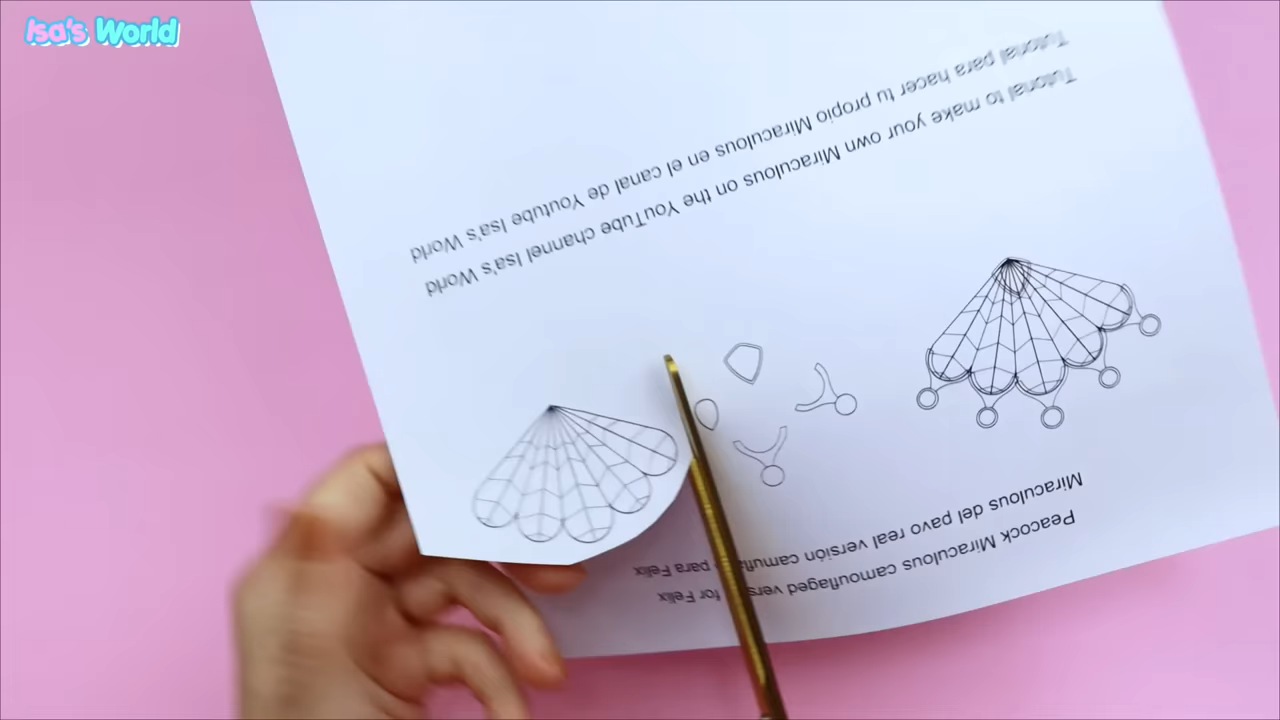 Isa's World
Peacock Miraculous camouflaged version for Felix
Miraculous del pavo real versión camuflada para Felix
Tutorial to make your own Miraculous on the YouTube channel Isa's World
Tutorial para hacer tu propio Miraculous en el canal de Youtube Isa's World